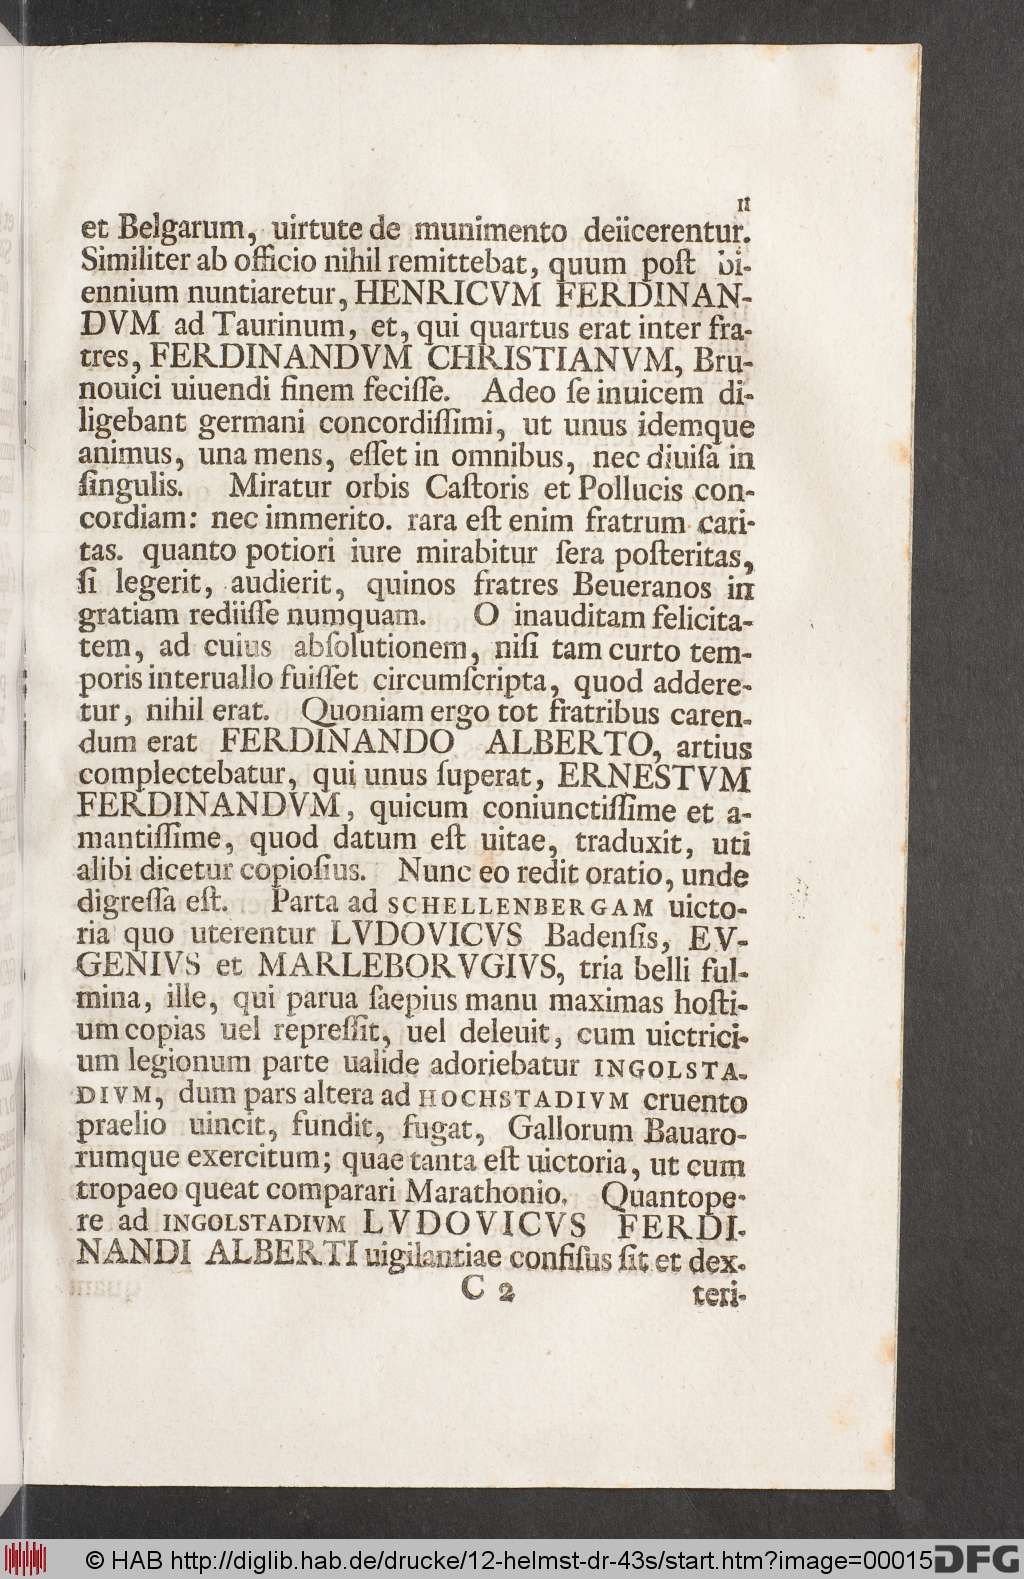 11
et Belgarum, uirtute de munimento deiicerentur.
Similiter ab officio nihil remittebat, quum poſt bi-
ennium nuntiaretur, HENRICVM FERDINAN-
DVM ad Taurinum, et, qui quartus erat inter fra-
tres, FERDINANDVM CHRISTIANVM, Bru-
nouici uiuendi finem feciſſe. Adeo ſe inuicem di-
ligebant germani concordiſſimi, ut unus idemque
animus, una mens, eſſet in omnibus, nec diuiſa in
ſingulis. Miratur orbis Caſtoris et Pollucis con-
cordiam: nec immerito. rara eſt enim fratrum cari-
tas. quanto potiori iure mirabitur ſera poſteritas,
ſi legerit, audierit, quinos fratres Beueranos in
gratiam rediiſſe numquam. O inauditam felicita-
tem, ad cuius abſolutionem, niſi tam curto tem-
poris interuallo fuiſſet circumſcripta, quod addere-
tur, nihil erat. Quoniam ergo tot fratribus caren-
dum erat FERDINANDO ALBERTO, artius
complectebatur, qui unus ſuperat, ERNESTVM
FERDINANDVM, quicum coniunctiſſime et a-
mantiſſime, quod datum eſt uitae, traduxit, uti
alibi dicetur copioſius. Nunc eo redit oratio, unde
digreſſa eſt. Parta ad SCHELLENBERGAM uicto-
ria quo uterentur LVDOVICVS Badenſis, EV-
GENIVS et MARLEBORVGIVS, tria belli ful-
mina, ille, qui parua ſaepius manu maximas hoſti-
um copias uel repreſſit, uel deleuit, cum uictrici-
um legionum parte ualide adoriebatur INGOLSTA-
DIVM, dum pars altera ad HOCHSTADIVM cruento
praelio uincit, fundit, fugat, Gallorum Bauaro-
rumque exercitum; quae tanta eſt uictoria, ut cum
tropaeo queat comparari Marathonio. Quantope-
re ad INGOLSTADIVM LVDOVICVS FERDI-
NANDI ALBERTI uigilantiae confiſus ſit et dex-
C 2 teri-
© HAB http://diglib.hab.de/drucke/12-helmst-dr-43s/start.htm?image=00015
DFG